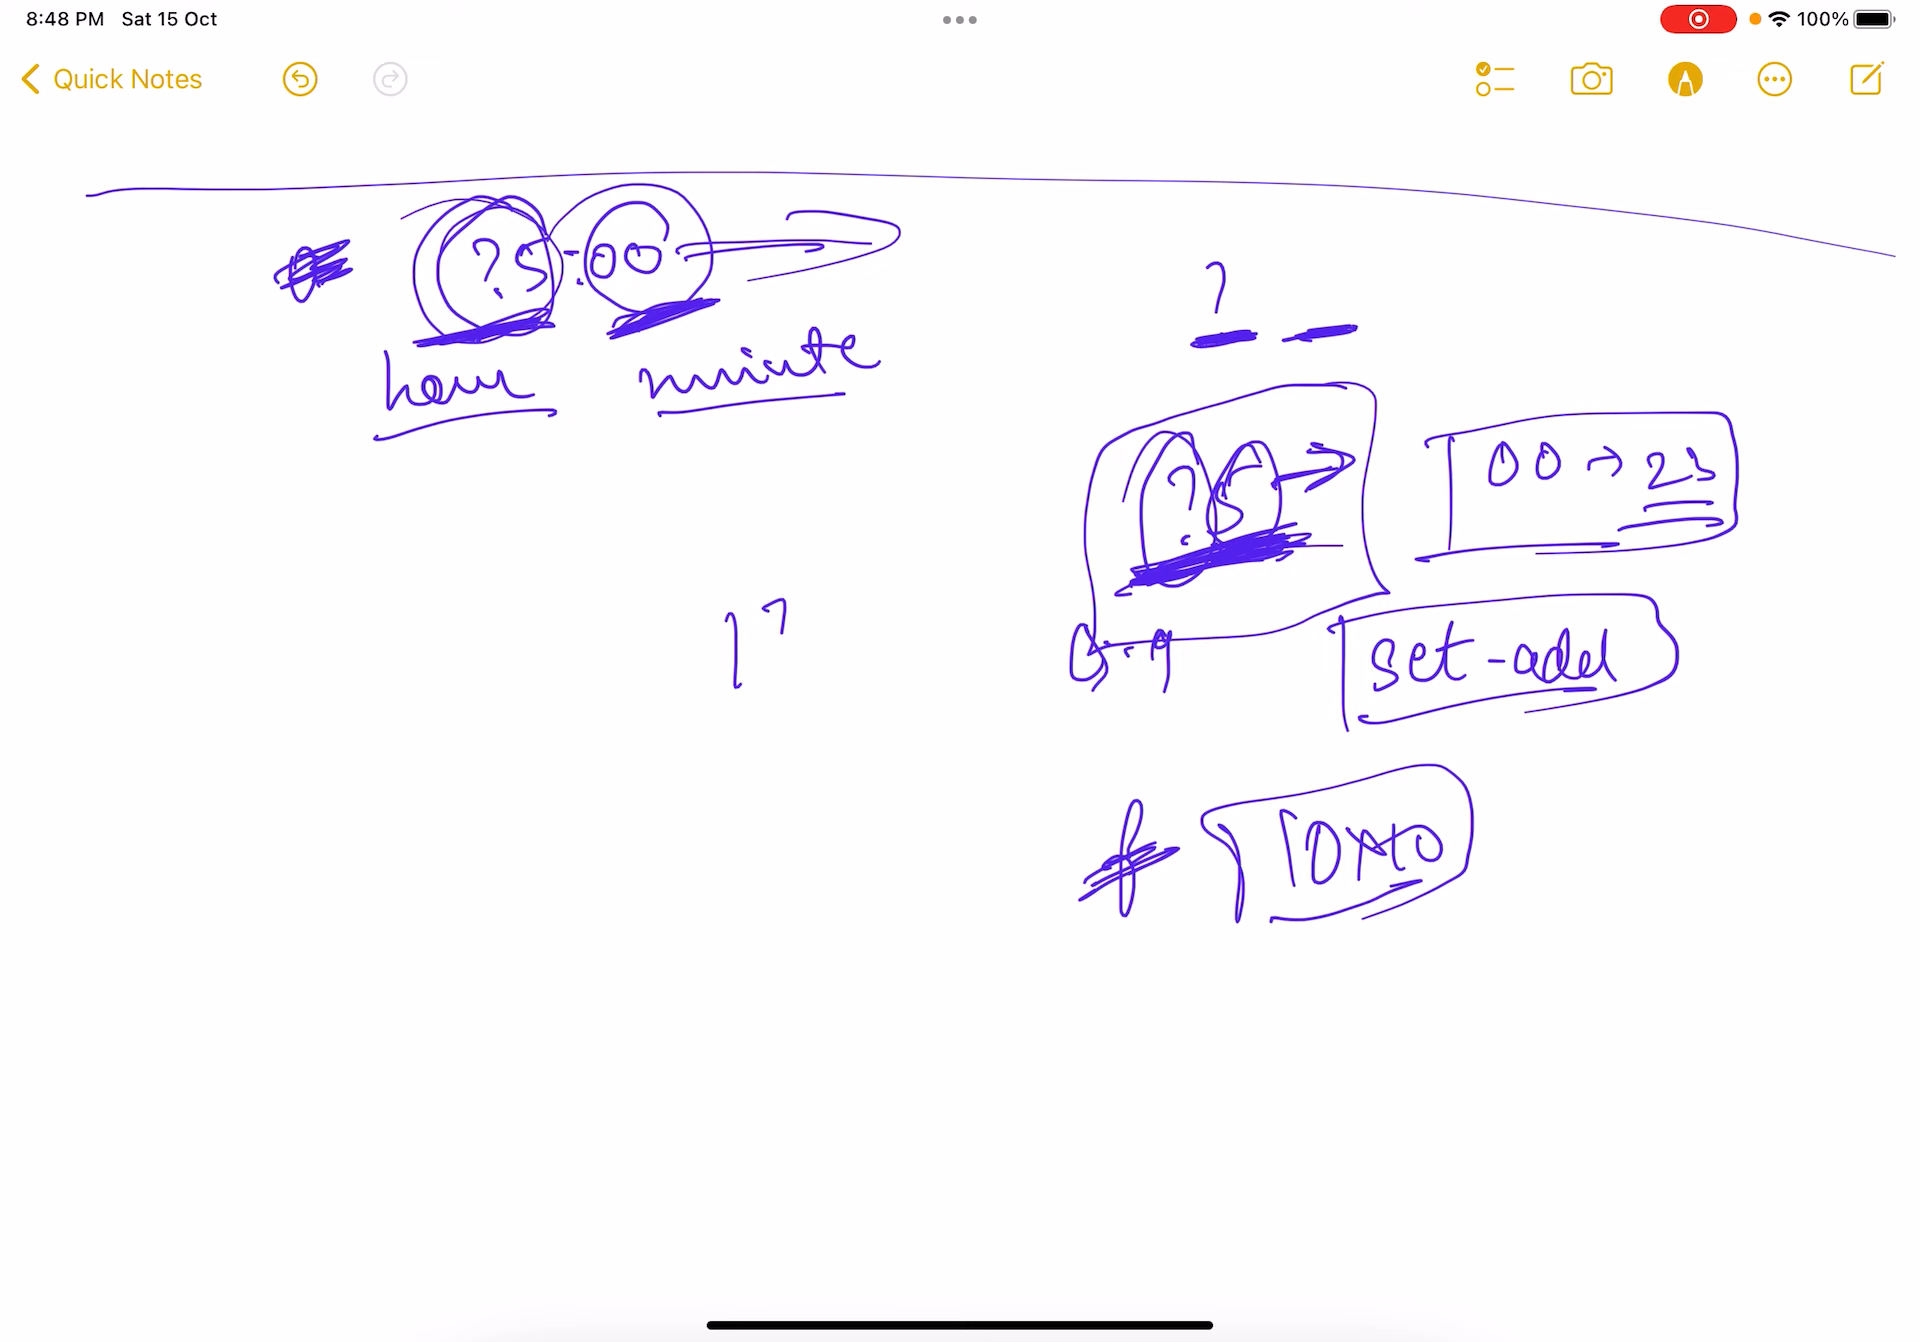 8:48 PM Sat 15 Oct
100%
Quick Notes
?5:00
hour minute
?
?5
00 → 23
0-9
set-add
1?
10x10